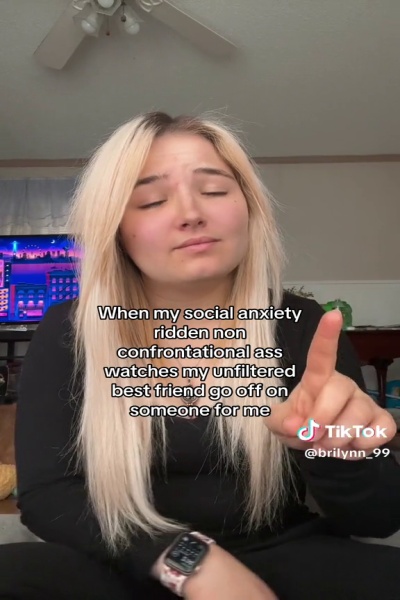 When my social anxiety
ridden non
confrontational ass
watches my unfiltered
best friend go off on
someone for me
TikTok
@brilynn_99